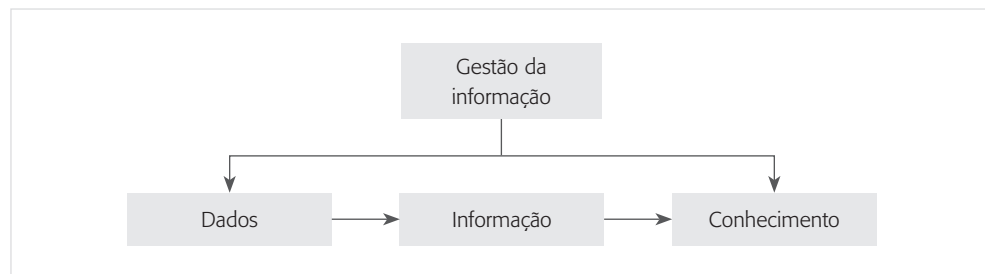 Gestão da
informação
Dados
Informação
Conhecimento